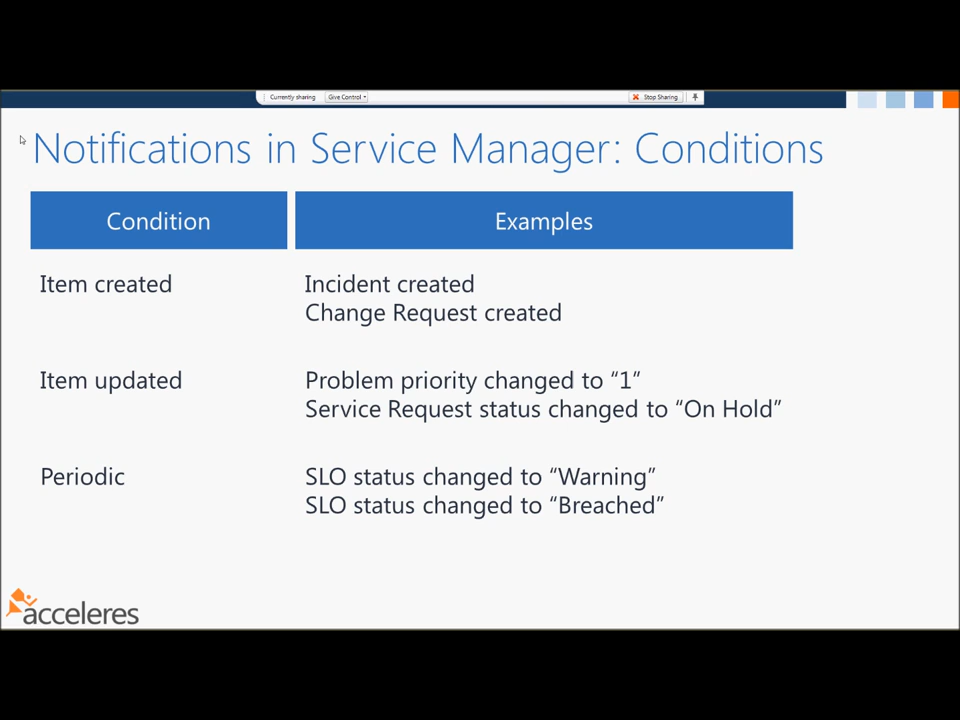 Currently sharing
Give Control
Stop Sharing
Notifications in Service Manager: Conditions
Condition
Examples
Item created
Incident created
Change Request created
Item updated
Problem priority changed to “1”
Service Request status changed to “On Hold”
Periodic
SLO status changed to “Warning”
SLO status changed to “Breached”
acceleres